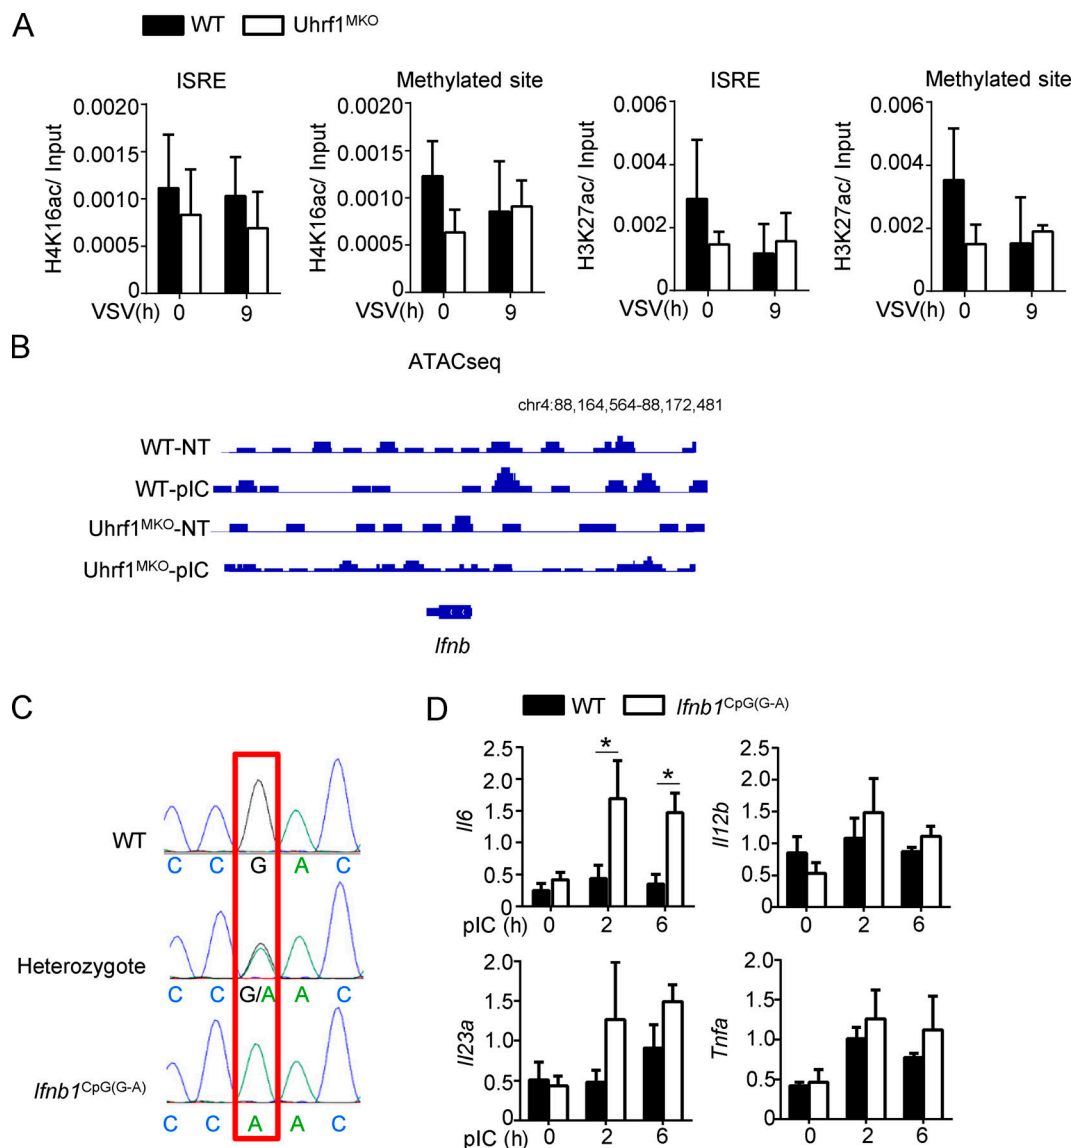 A
WT Uhrf1MKO
ISRE Methylated site ISRE Methylated site
H4K16ac/ Input
0.0020
0.0015
0.0010
0.0005
0
VSV(h) 0 9
H4K16ac/ Input
0.0020
0.0015
0.0010
0.0005
0
VSV(h) 0 9
H3K27ac/ Input
0.006
0.004
0.002
0
VSV(h) 0 9
H3K27ac/ Input
0.006
0.004
0.002
0
VSV(h) 0 9
B
ATACseq
chr4:88,164,564-88,172,481
WT-NT
WT-pIC
Uhrf1MKO-NT
Uhrf1MKO-pIC
Ifnb
C
WT
C C G A C
Heterozygote
C C G/A A C
Ifnb1CpG(G-A)
C C A A C
D
WT Ifnb1CpG(G-A)
Il6
2.5
2.0
1.5
1.0
0.5
0
* *
pIC (h) 0 2 6
Il12b
2.5
2.0
1.5
1.0
0.5
0
0 2 6
Il23a
2.0
1.5
1.0
0.5
0
pIC (h) 0 2 6
Tnfa
2.0
1.5
1.0
0.5
0
0 2 6